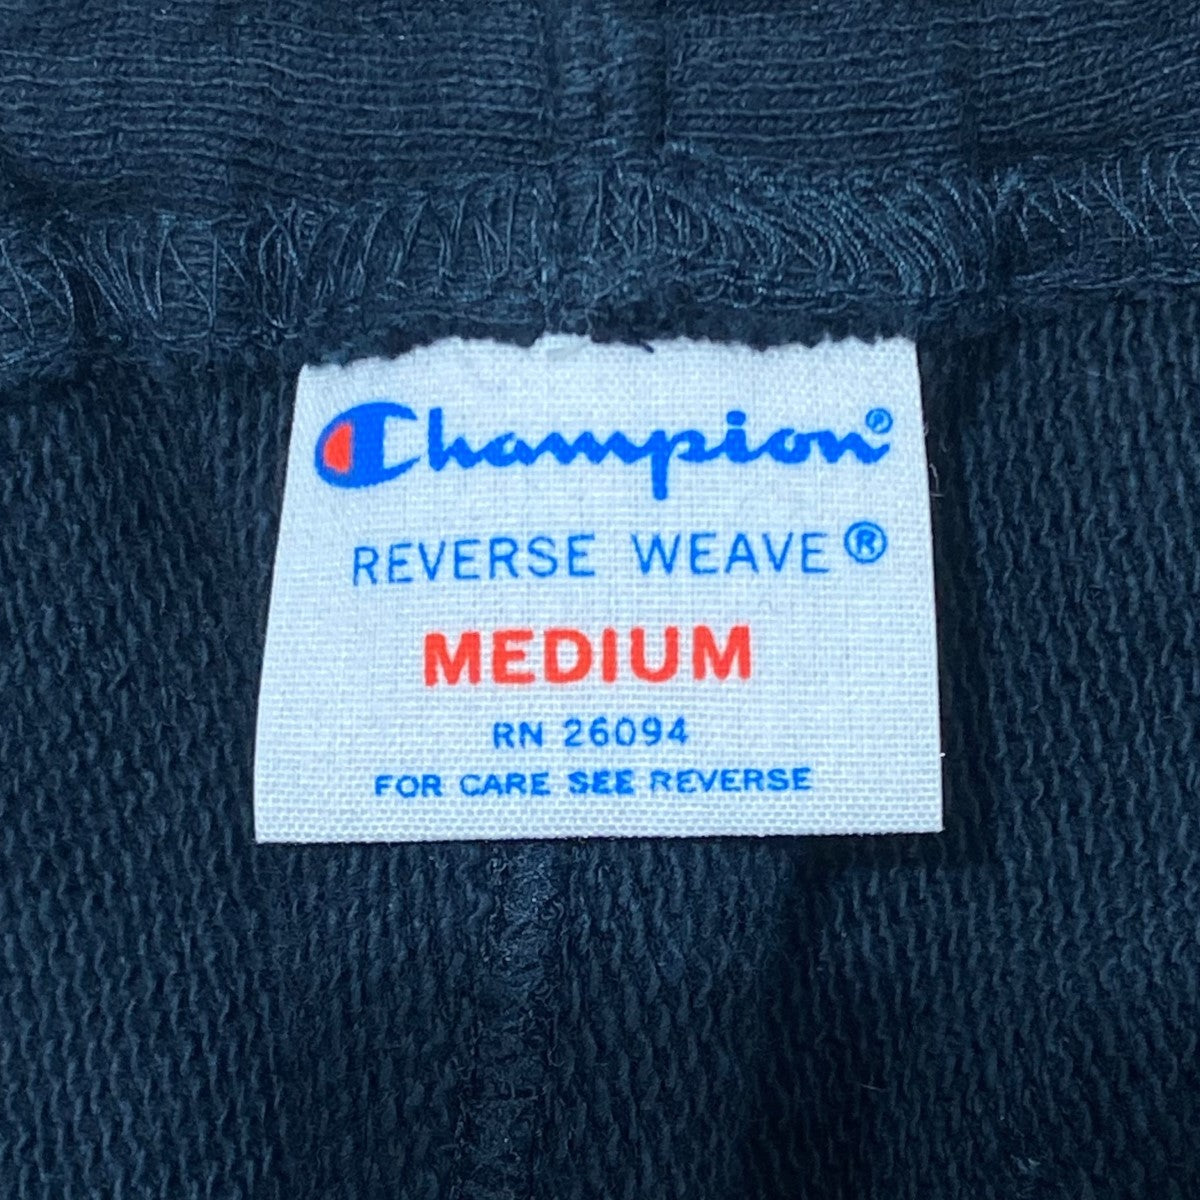 Champion®
REVERSE WEAVE®
MEDIUM
RN 26094
FOR CARE SEE REVERSE